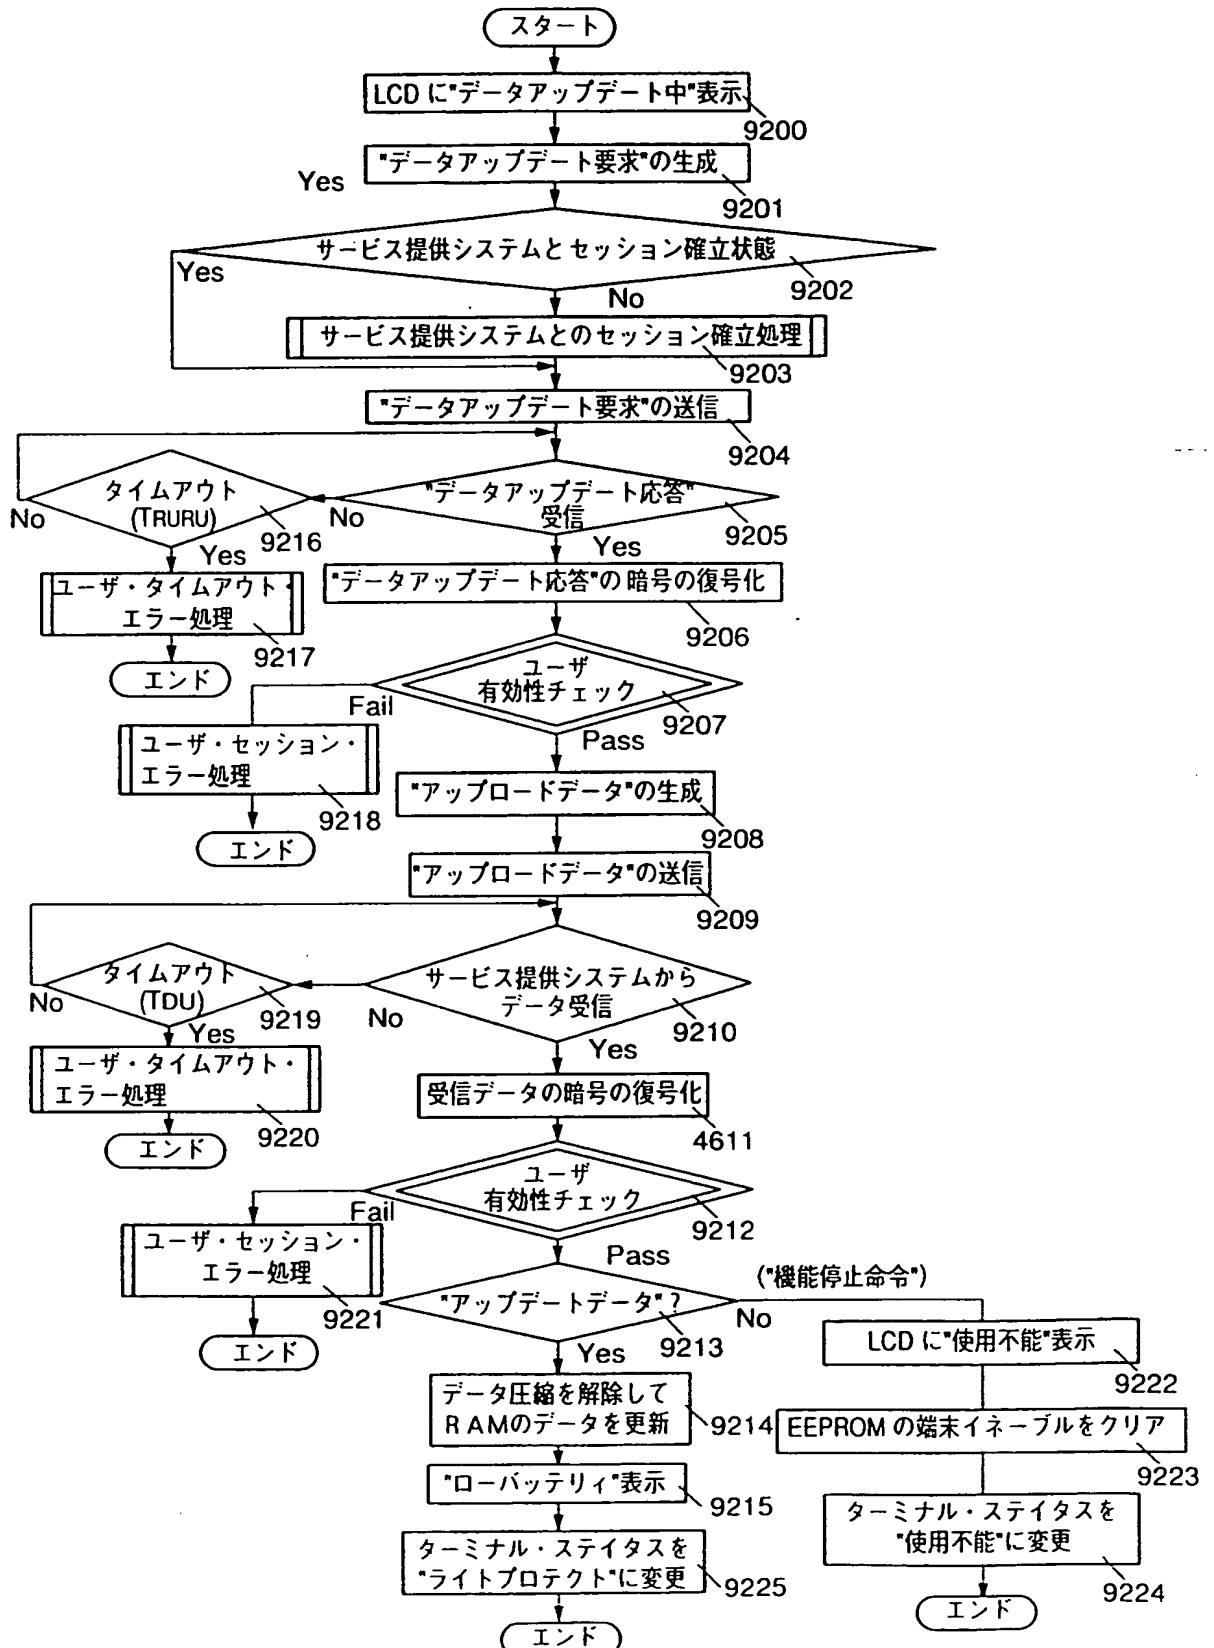 スタート
LCDに"データアップデート中"表示
9200
"データアップデート要求"の生成
Yes
9201
サービス提供システムとセッション確立状態
Yes
9202
No
サービス提供システムとのセッション確立処理
9203
"データアップデート要求"の送信
9204
タイムアウト
(TRURU)
No
9216
Yes
"データアップデート応答"
受信
No
9205
Yes
ユーザ・タイムアウト・
エラー処理
9217
エンド
"データアップデート応答"の暗号の復号化
9206
ユーザ
有効性チェック
Fail
9207
Pass
ユーザ・セッション・
エラー処理
9218
エンド
"アップロードデータ"の生成
9208
"アップロードデータ"の送信
9209
タイムアウト
(TDU)
No
9219
Yes
サービス提供システムから
データ受信
No
9210
Yes
ユーザ・タイムアウト・
エラー処理
9220
エンド
受信データの暗号の復号化
4611
ユーザ
有効性チェック
Fail
9212
Pass
ユーザ・セッション・
エラー処理
9221
エンド
"アップデートデータ"?
("機能停止命令")
No
9213
Yes
LCDに"使用不能"表示
9222
データ圧縮を解除して
RAMのデータを更新
9214
EEPROMの端末イネーブルをクリア
9223
"ローバッテリィ"表示
9215
ターミナル・ステイタスを
"使用不能"に変更
9224
ターミナル・ステイタスを
"ライトプロテクト"に変更
9225
エンド
エンド